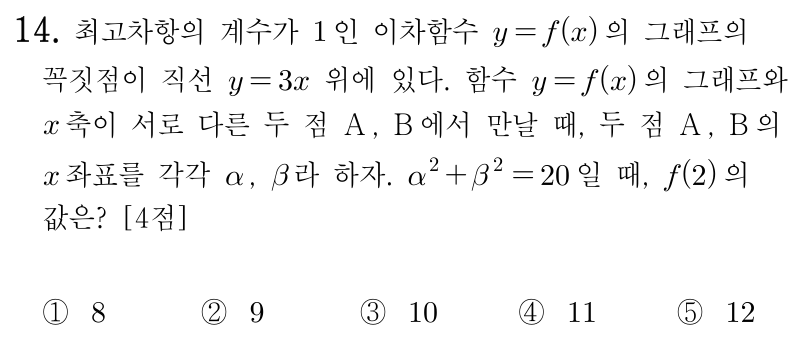 14. 최고차항의 계수가 1인 이차함수 y=f(x)의 그래프의
꼭짓점이 직선 y=3x 위에 있다. 함수 y=f(x)의 그래프와
x축이 서로 다른 두 점 A, B에서 만날 때, 두 점 A, B의
x좌표를 각각 α, β라 하자. α²+β²=20일 때, f(2)의
값은? [4점]
① 8 ② 9 ③ 10 ④ 11 ⑤ 12